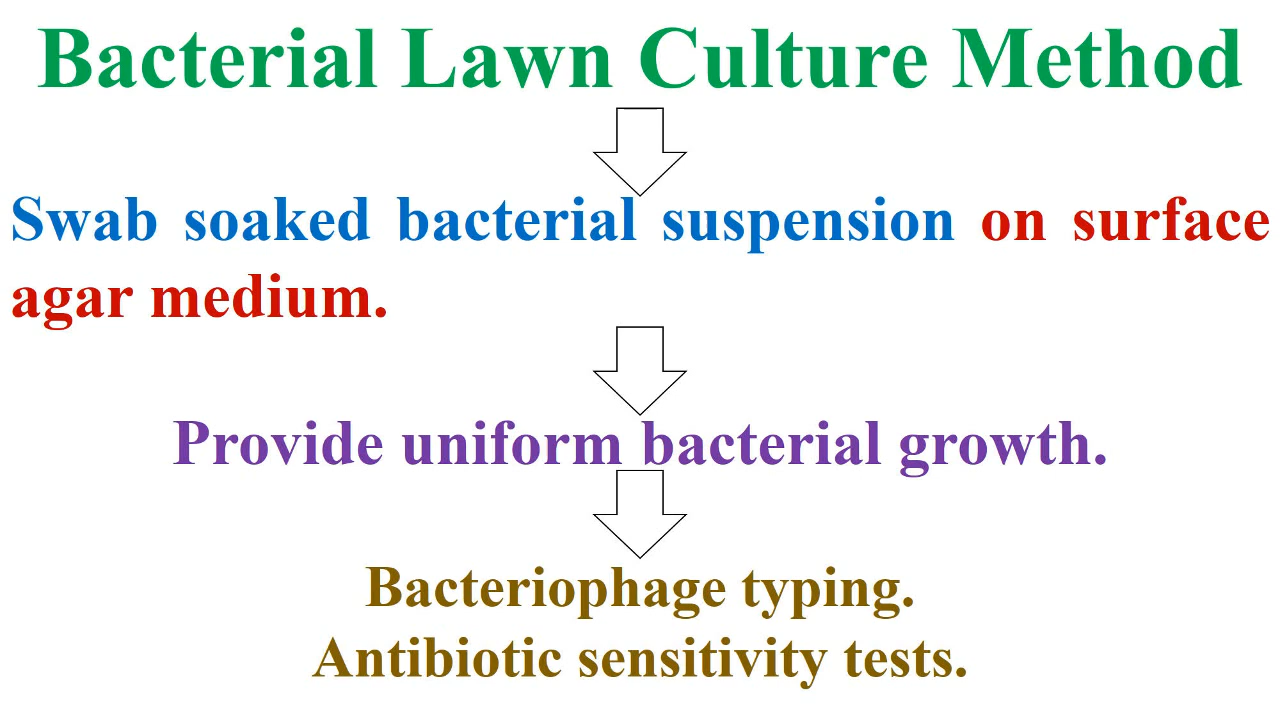 Bacterial Lawn Culture Method
Swab soaked bacterial suspension on surface
agar medium.
Provide uniform bacterial growth.
Bacteriophage typing.
Antibiotic sensitivity tests.